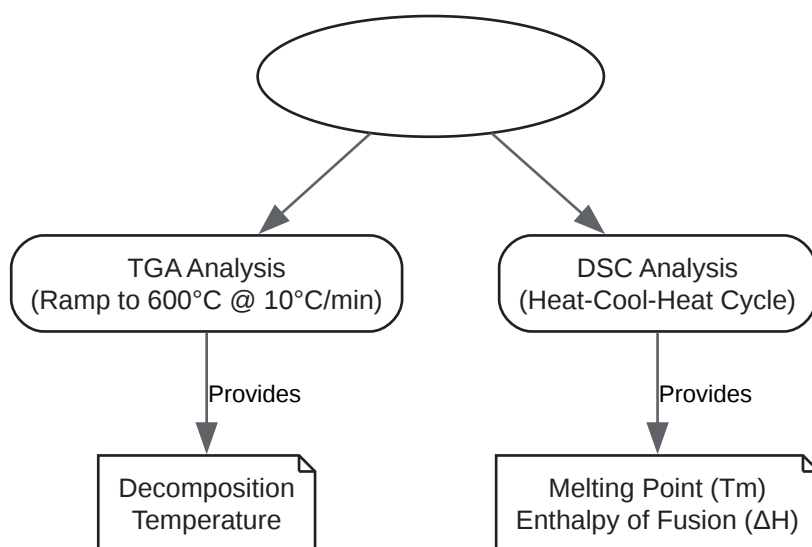 TGA Analysis
(Ramp to 600°C @ 10°C/min)
DSC Analysis
(Heat-Cool-Heat Cycle)
Provides
Provides
Decomposition
Temperature
Melting Point (Tm)
Enthalpy of Fusion (ΔH)